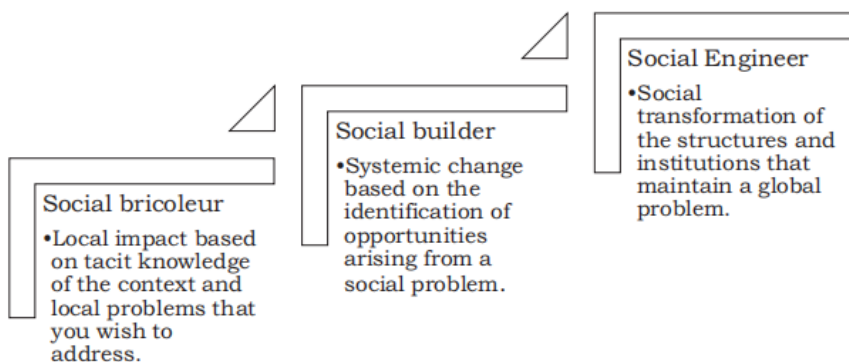 Social bricoleur
•Local impact based
on tacit knowledge
of the context and
local problems that
you wish to
address.
Social builder
•Systemic change
based on the
identification of
opportunities
arising from a
social problem.
Social Engineer
•Social
transformation of
the structures and
institutions that
maintain a global
problem.